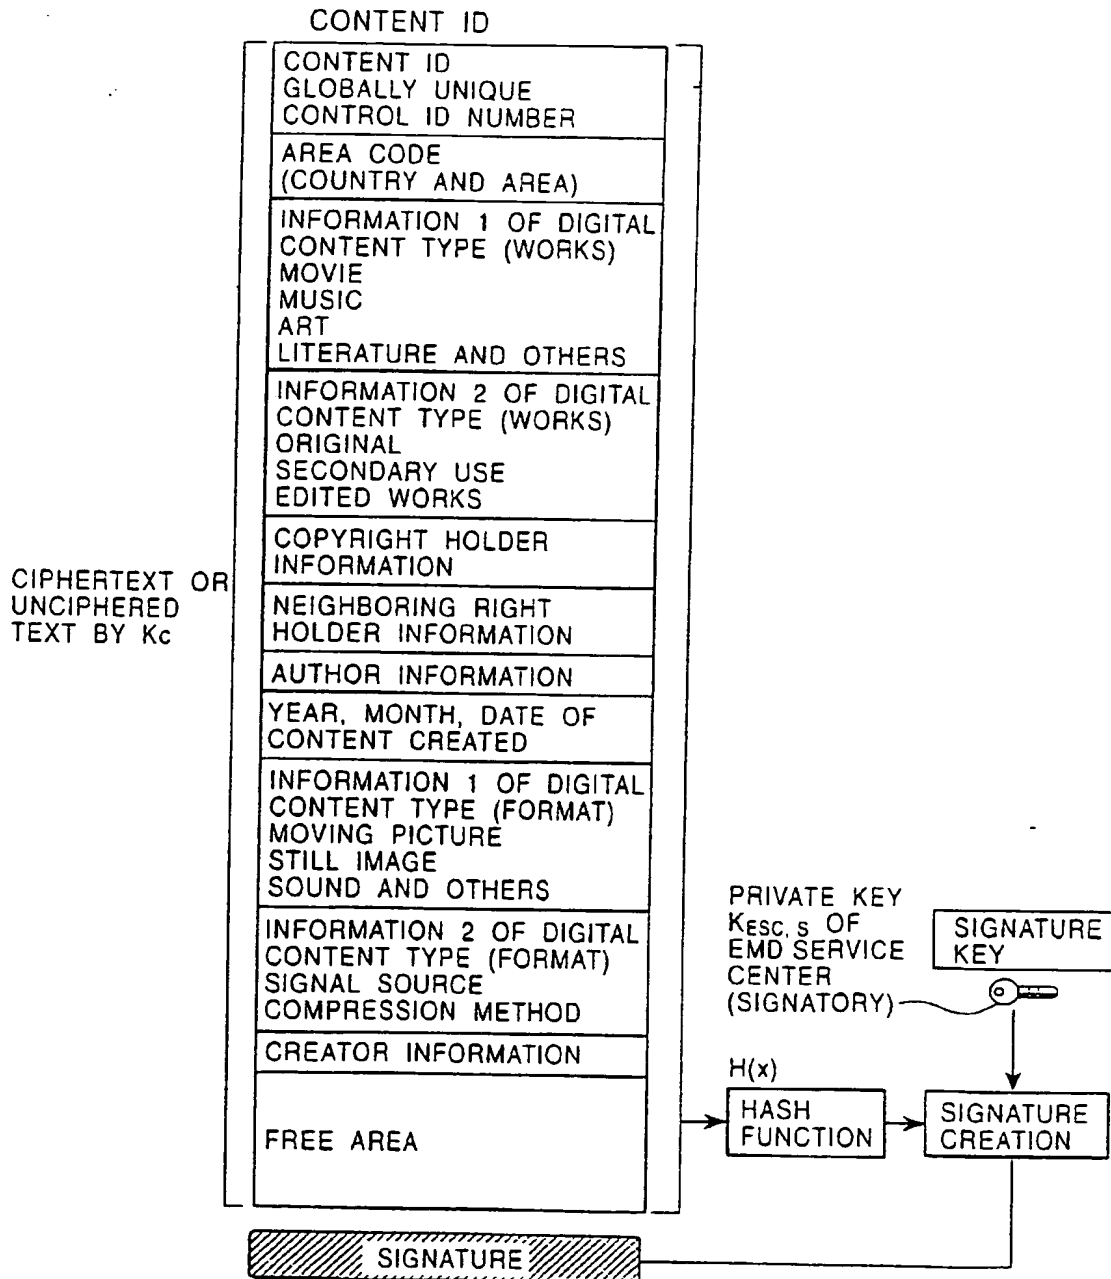 CONTENT ID
CONTENT ID
GLOBALLY UNIQUE
CONTROL ID NUMBER
AREA CODE
(COUNTRY AND AREA)
INFORMATION 1 OF DIGITAL
CONTENT TYPE (WORKS)
MOVIE
MUSIC
ART
LITERATURE AND OTHERS
INFORMATION 2 OF DIGITAL
CONTENT TYPE (WORKS)
ORIGINAL
SECONDARY USE
EDITED WORKS
COPYRIGHT HOLDER
INFORMATION
NEIGHBORING RIGHT
HOLDER INFORMATION
AUTHOR INFORMATION
YEAR, MONTH, DATE OF
CONTENT CREATED
INFORMATION 1 OF DIGITAL
CONTENT TYPE (FORMAT)
MOVING PICTURE
STILL IMAGE
SOUND AND OTHERS
INFORMATION 2 OF DIGITAL
CONTENT TYPE (FORMAT)
SIGNAL SOURCE
COMPRESSION METHOD
CREATOR INFORMATION
FREE AREA
SIGNATURE
CIPHERTEXT OR
UNCIPHERED
TEXT BY Kc
PRIVATE KEY
KESC, S OF
EMD SERVICE
CENTER
(SIGNATORY)
SIGNATURE
KEY
H(x)
HASH
FUNCTION
SIGNATURE
CREATION